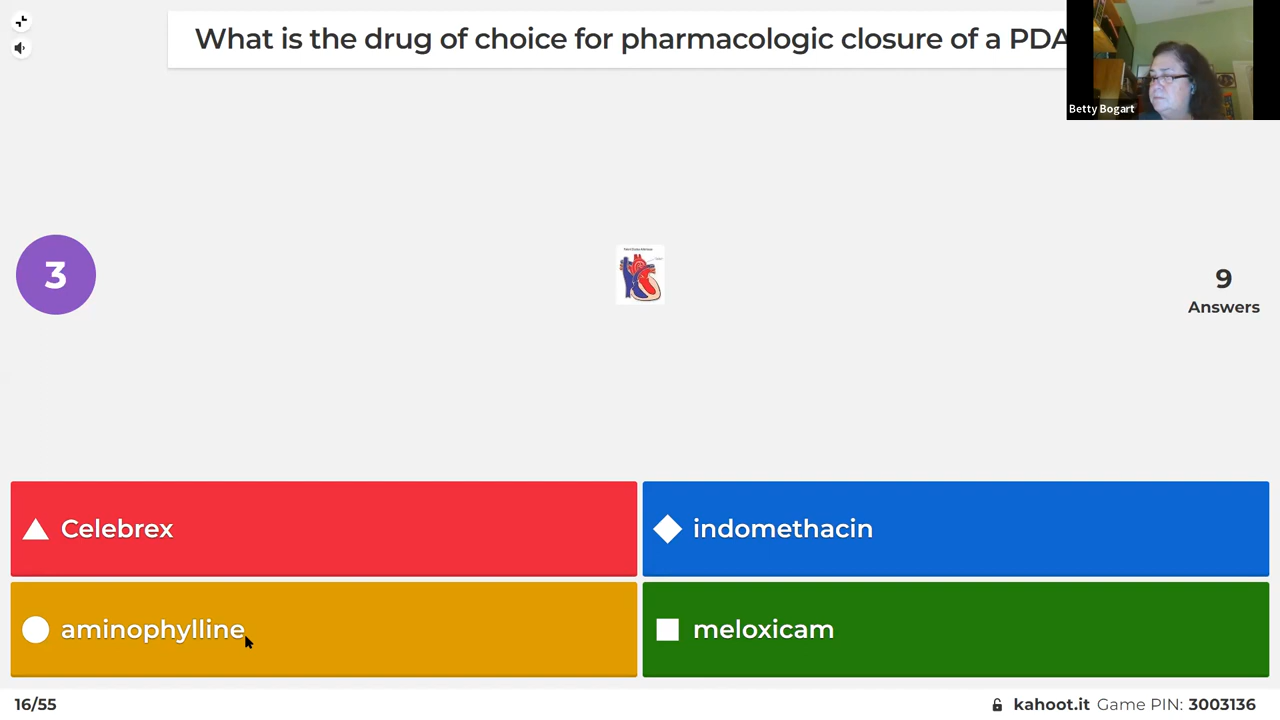 What is the drug of choice for pharmacologic closure of a PDA
Betty Bogart
3
9
Answers
Celebrex
indomethacin
aminophylline
meloxicam
16/55
kahoot.it Game PIN: 3003136